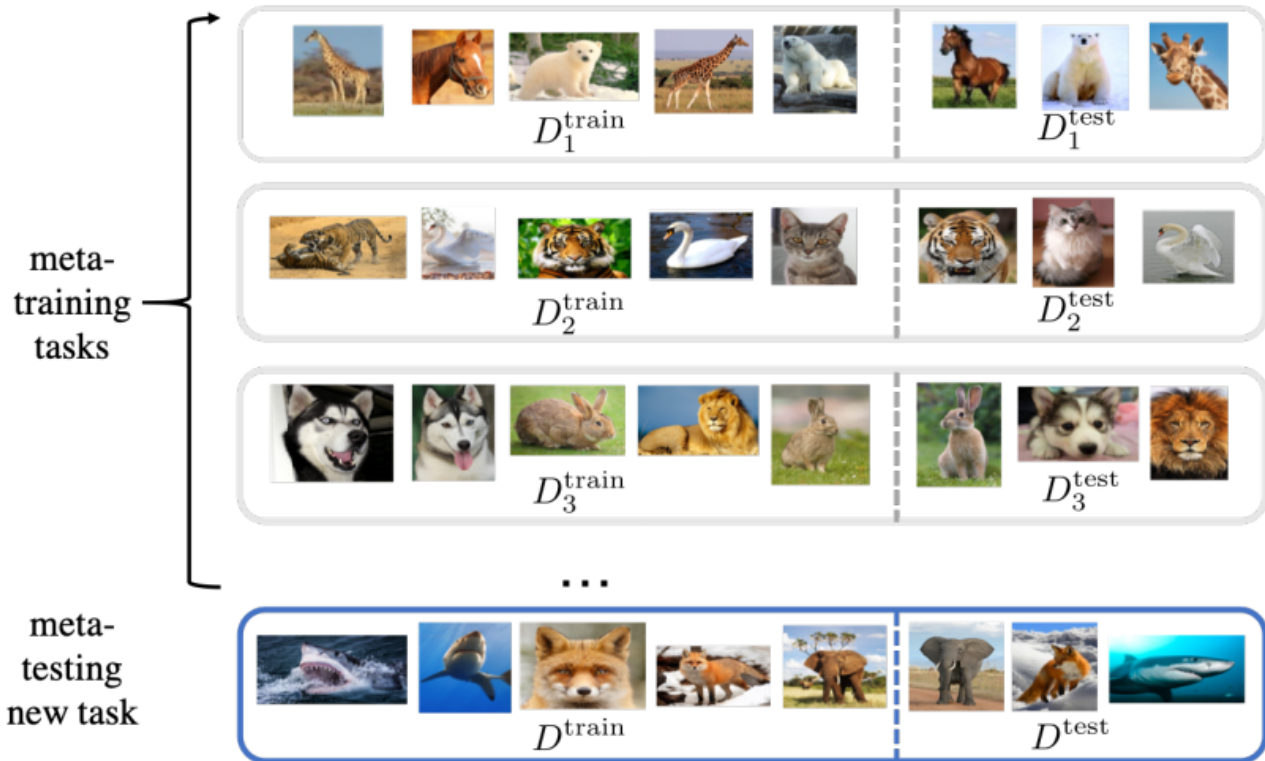 D_1^train
D_1^test
meta-
training
tasks
D_2^train
D_2^test
D_3^train
D_3^test
...
meta-
testing
new task
D^train
D^test